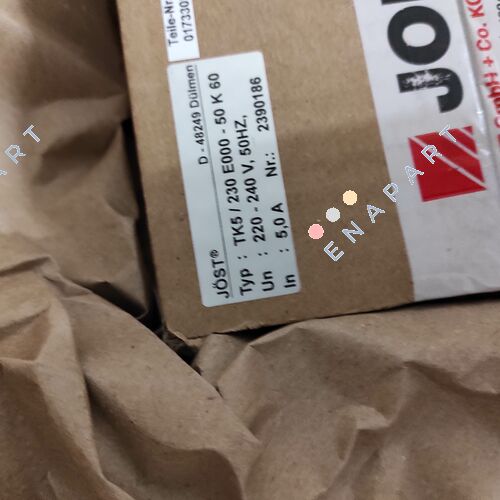 Teile-Nr
017330
JÖST® D - 48249 Dülmen
Typ : TK5 / 230 E000 - 50 K 60
Un : 220 - 240 V, 50HZ,
In : 5,0 A Nr.: 2390186
GmbH + Co. KG
ENAPART
ENAPART